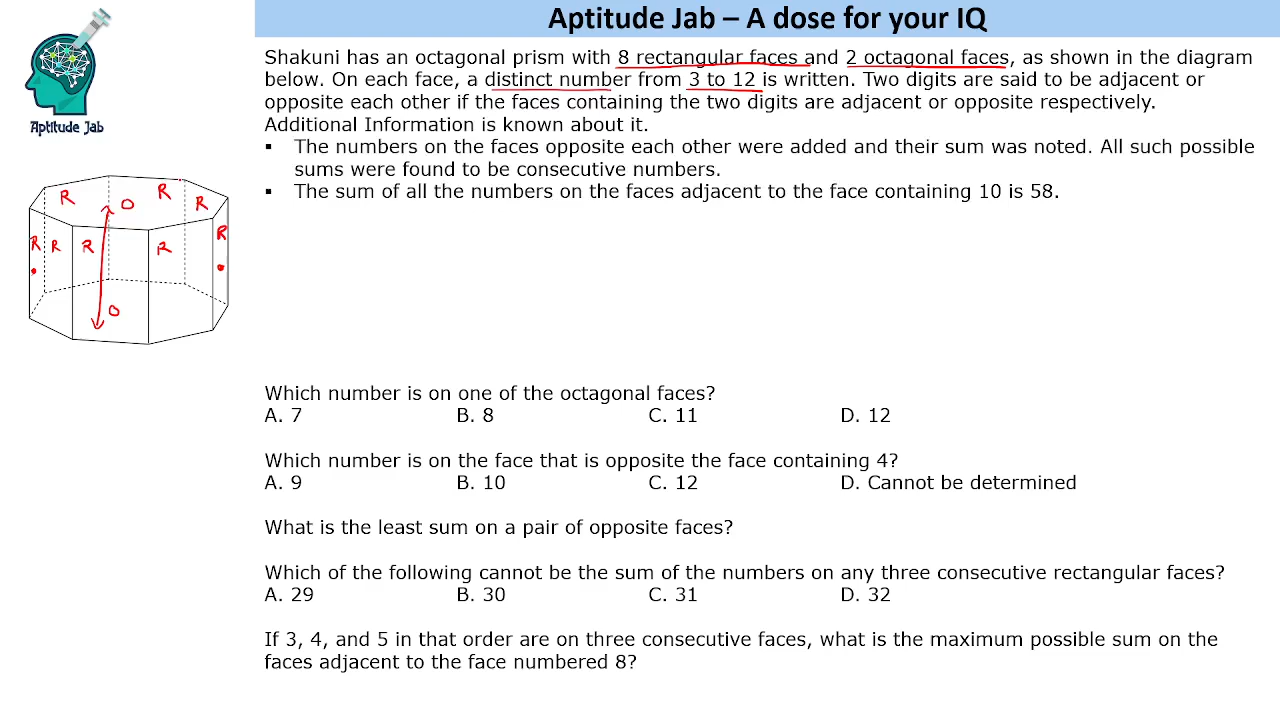 Aptitude Jab – A dose for your IQ
Shakuni has an octagonal prism with 8 rectangular faces and 2 octagonal faces, as shown in the diagram
below. On each face, a distinct number from 3 to 12 is written. Two digits are said to be adjacent or
opposite each other if the faces containing the two digits are adjacent or opposite respectively.
Additional Information is known about it.
▪ The numbers on the faces opposite each other were added and their sum was noted. All such possible
sums were found to be consecutive numbers.
▪ The sum of all the numbers on the faces adjacent to the face containing 10 is 58.
Aptitude Jab
R R
O R
R R R R R
O
Which number is on one of the octagonal faces?
A. 7 B. 8 C. 11 D. 12
Which number is on the face that is opposite the face containing 4?
A. 9 B. 10 C. 12 D. Cannot be determined
What is the least sum on a pair of opposite faces?
Which of the following cannot be the sum of the numbers on any three consecutive rectangular faces?
A. 29 B. 30 C. 31 D. 32
If 3, 4, and 5 in that order are on three consecutive faces, what is the maximum possible sum on the
faces adjacent to the face numbered 8?